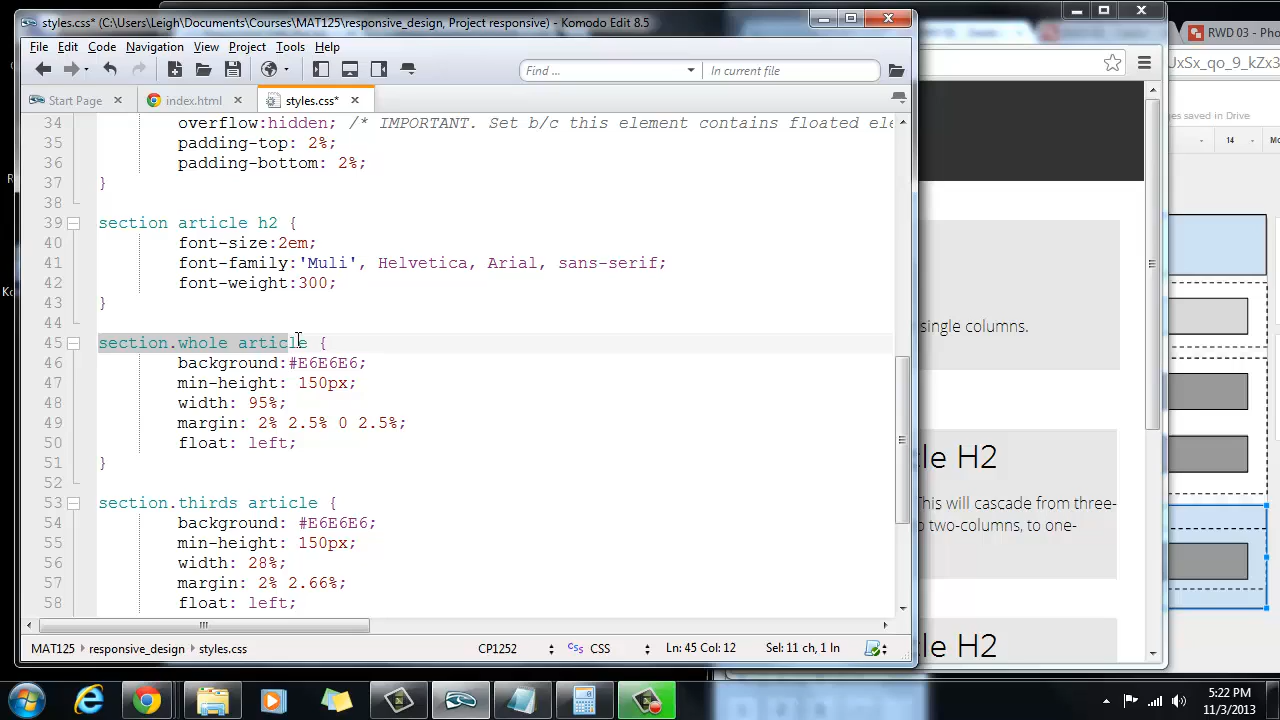 styles.css* (C:\Users\Leigh\Documents\Courses\MAT125\responsive_design, Project responsive) - Komodo Edit 8.5
RWD 03 - Pho
File Edit Code Navigation View Project Tools Help
Find ... In current file
JxSx_qo_9_kZx3
Start Page index.html styles.css*
es saved in Drive
14
34 overflow:hidden; /* IMPORTANT. Set b/c this element contains floated ele
35 padding-top: 2%;
36 padding-bottom: 2%;
37 }
38
39 section article h2 {
40 font-size:2em;
41 font-family:'Muli', Helvetica, Arial, sans-serif;
42 font-weight:300;
43 }
44
45 section.whole article {
46 background:#E6E6E6;
47 min-height: 150px;
48 width: 95%;
49 margin: 2% 2.5% 0 2.5%;
50 float: left;
51 }
52
53 section.thirds article {
54 background: #E6E6E6;
55 min-height: 150px;
56 width: 28%;
57 margin: 2% 2.66%;
58 float: left;
single columns.
cle H2
This will cascade from three-
o two-columns, to one-
cle H2
MAT125 responsive_design styles.css CP1252 CSS Ln: 45 Col: 12 Sel: 11 ch, 1 ln
5:22 PM
11/3/2013